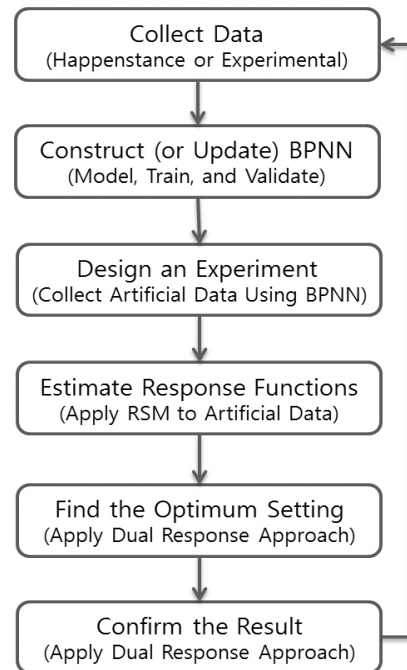 Collect Data
(Happenstance or Experimental)
Construct (or Update) BPNN
(Model, Train, and Validate)
Design an Experiment
(Collect Artificial Data Using BPNN)
Estimate Response Functions
(Apply RSM to Artificial Data)
Find the Optimum Setting
(Apply Dual Response Approach)
Confirm the Result
(Apply Dual Response Approach)